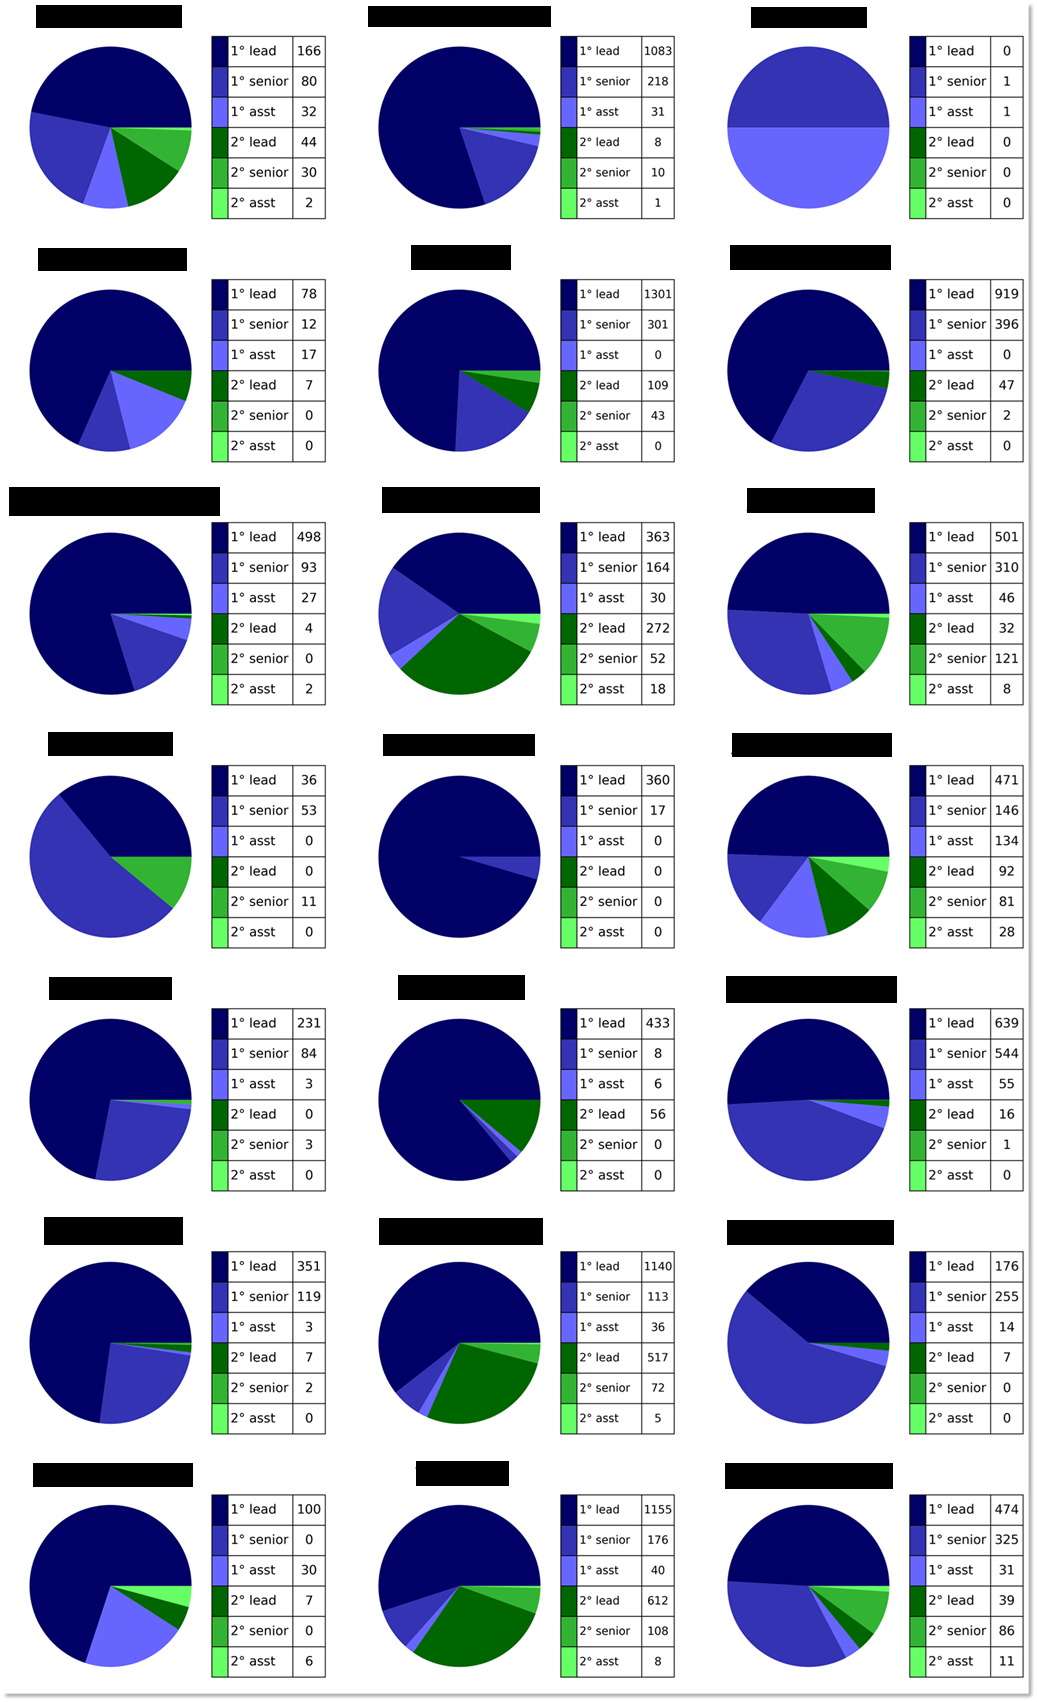 1° lead 166
1° senior 80
1° asst 32
2° lead 44
2° senior 30
2° asst 2
1° lead 1083
1° senior 218
1° asst 31
2° lead 8
2° senior 10
2° asst 1
1° lead 0
1° senior 1
1° asst 1
2° lead 0
2° senior 0
2° asst 0
1° lead 78
1° senior 12
1° asst 17
2° lead 7
2° senior 0
2° asst 0
1° lead 1301
1° senior 301
1° asst 0
2° lead 109
2° senior 43
2° asst 0
1° lead 919
1° senior 396
1° asst 0
2° lead 47
2° senior 2
2° asst 0
1° lead 498
1° senior 93
1° asst 27
2° lead 4
2° senior 0
2° asst 2
1° lead 363
1° senior 164
1° asst 30
2° lead 272
2° senior 52
2° asst 18
1° lead 501
1° senior 310
1° asst 46
2° lead 32
2° senior 121
2° asst 8
1° lead 36
1° senior 53
1° asst 0
2° lead 0
2° senior 11
2° asst 0
1° lead 360
1° senior 17
1° asst 0
2° lead 0
2° senior 0
2° asst 0
1° lead 471
1° senior 146
1° asst 134
2° lead 92
2° senior 81
2° asst 28
1° lead 231
1° senior 84
1° asst 3
2° lead 0
2° senior 3
2° asst 0
1° lead 433
1° senior 8
1° asst 6
2° lead 56
2° senior 0
2° asst 0
1° lead 639
1° senior 544
1° asst 55
2° lead 16
2° senior 1
2° asst 0
1° lead 351
1° senior 119
1° asst 3
2° lead 7
2° senior 2
2° asst 0
1° lead 1140
1° senior 113
1° asst 36
2° lead 517
2° senior 72
2° asst 5
1° lead 176
1° senior 255
1° asst 14
2° lead 7
2° senior 0
2° asst 0
1° lead 100
1° senior 0
1° asst 30
2° lead 7
2° senior 0
2° asst 6
1° lead 1155
1° senior 176
1° asst 40
2° lead 612
2° senior 108
2° asst 8
1° lead 474
1° senior 325
1° asst 31
2° lead 39
2° senior 86
2° asst 11